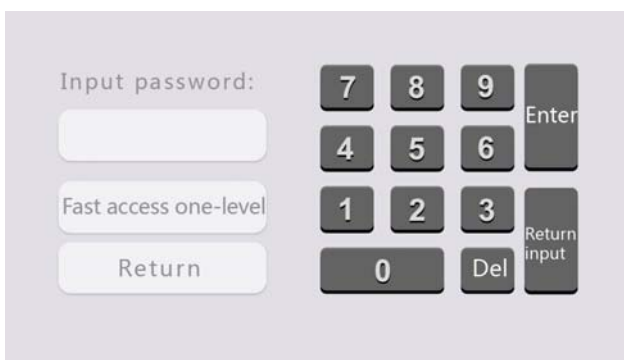 Input password:
Fast access one-level
Return
7 8 9
Enter
4 5 6
1 2 3
Return
input
0 Del